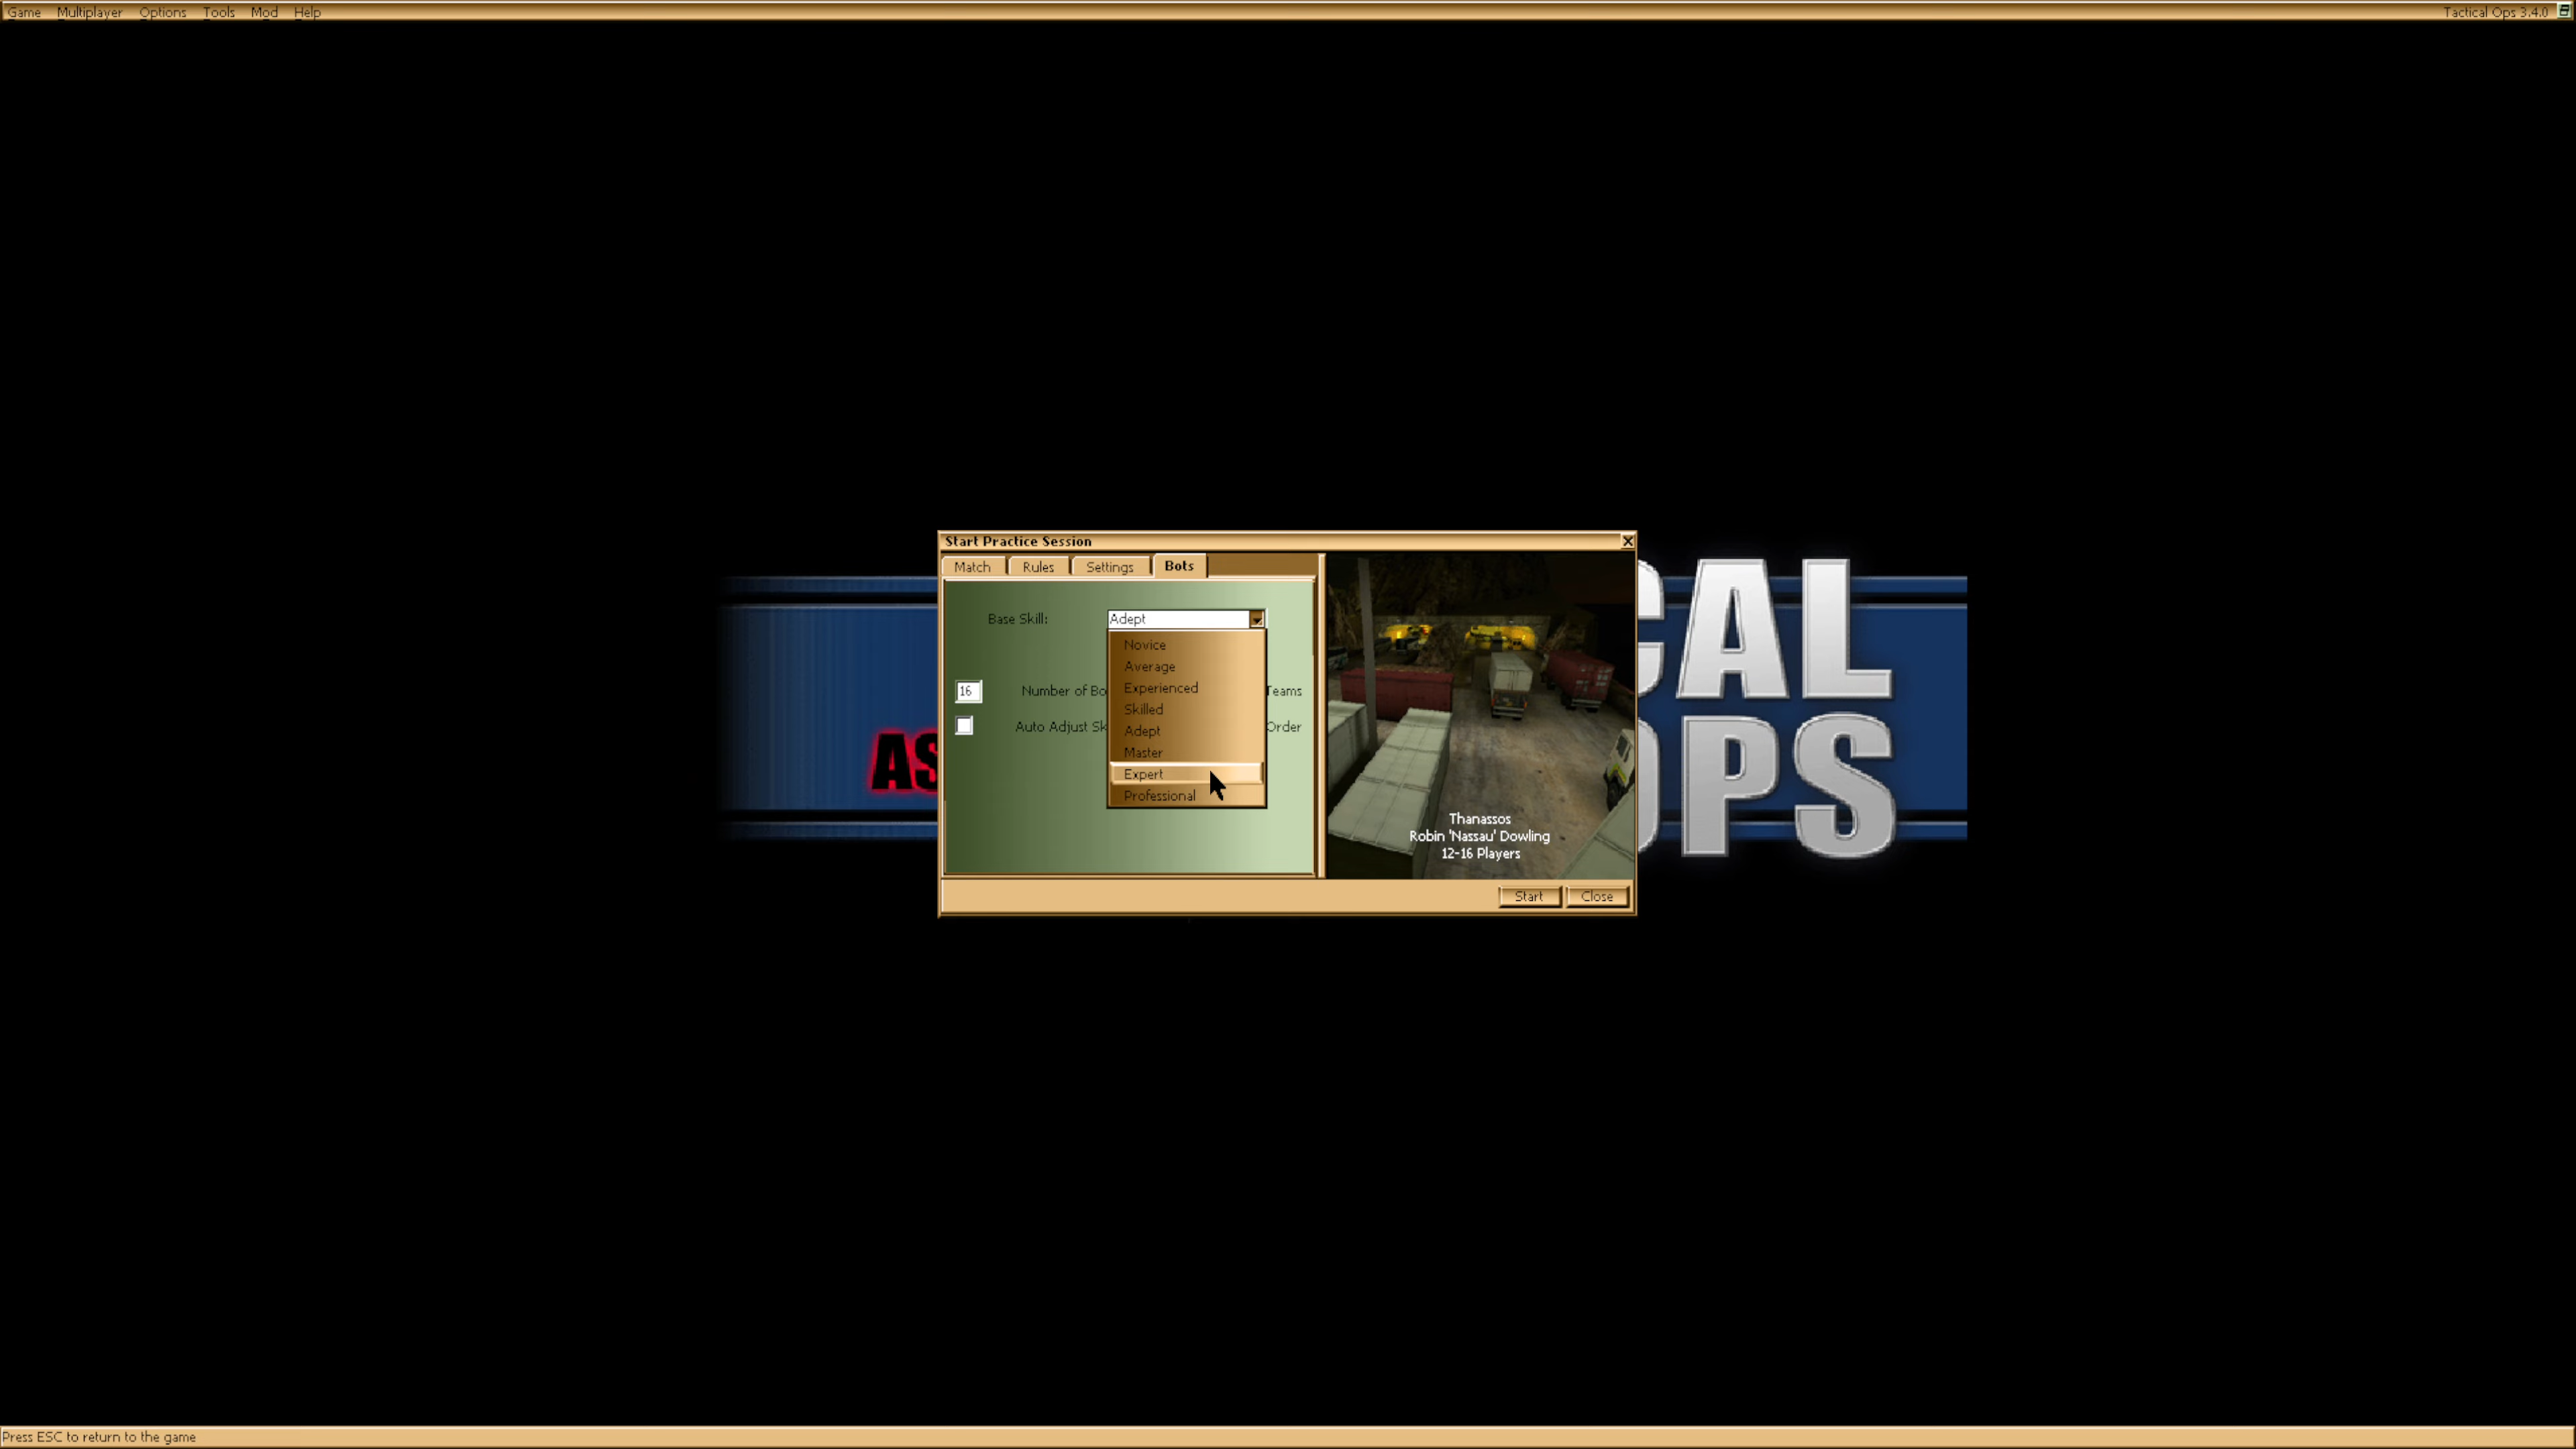 Game Multiplayer Options Tools Mod Help
Tactical Ops 3.4.0
Start Practice Session
Match Rules Settings Bots
Base Skill: Adept
Novice
Average
Experienced
Skilled
Adept
Master
Expert
Professional
16 Number of Bo Teams
Auto Adjust Sk Order
Thanassos
Robin 'Nassau' Dowling
12-16 Players
Start Close
CAL
OPS
AS
Press ESC to return to the game